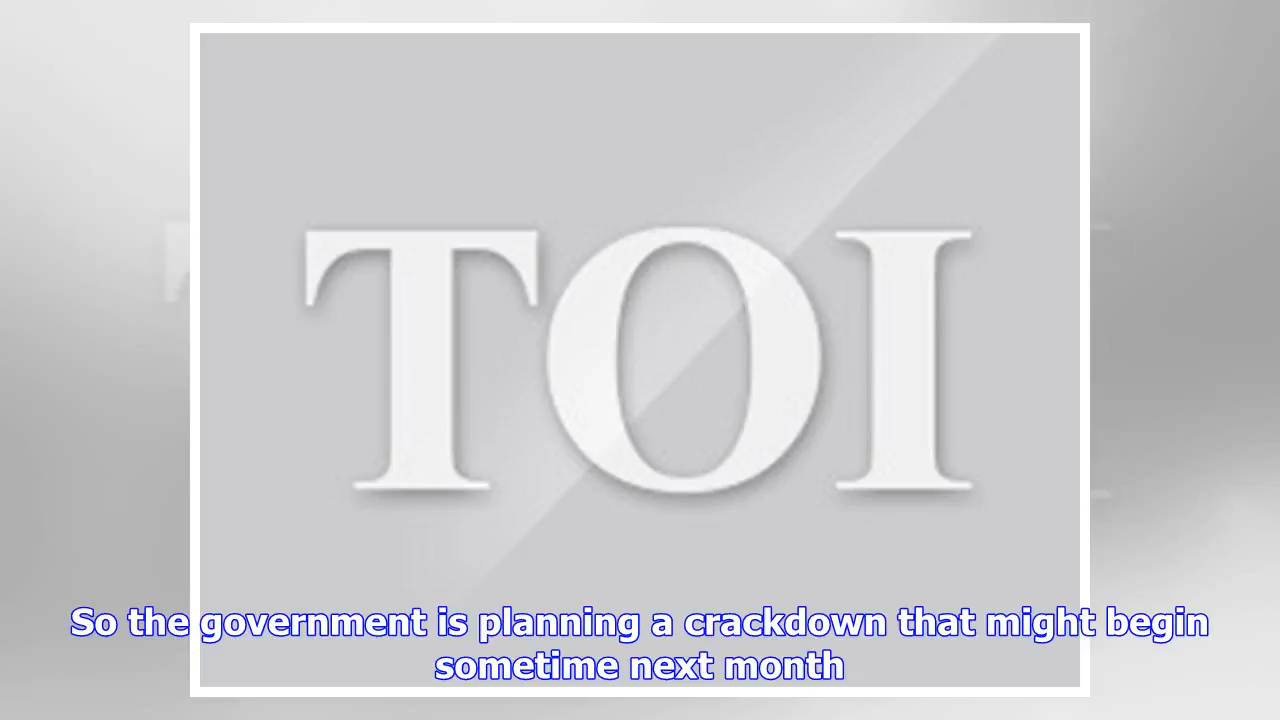 TOI
So the government is planning a crackdown that might begin
sometime next month